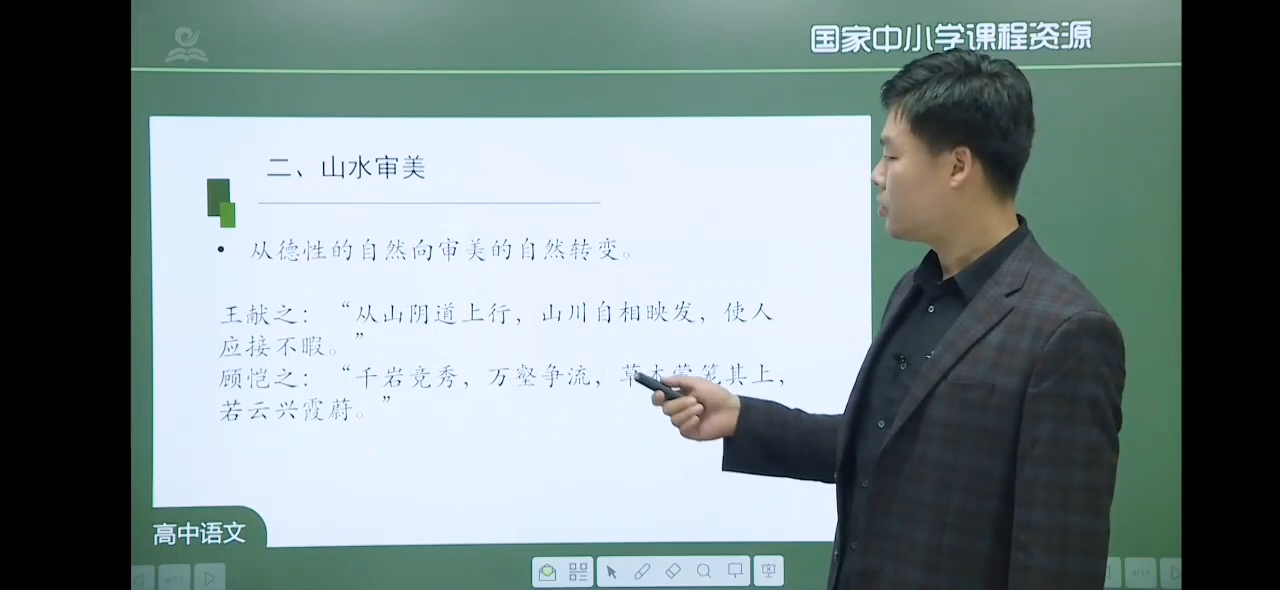 国家中小学课程资源
二、山水审美
• 从德性的自然向审美的自然转变。
王献之：“从山阴道上行，山川自相映发，使人
应接不暇。”
顾恺之：“千岩竞秀，万壑争流，草木蒙笼其上，
若云兴霞蔚。”
高中语文